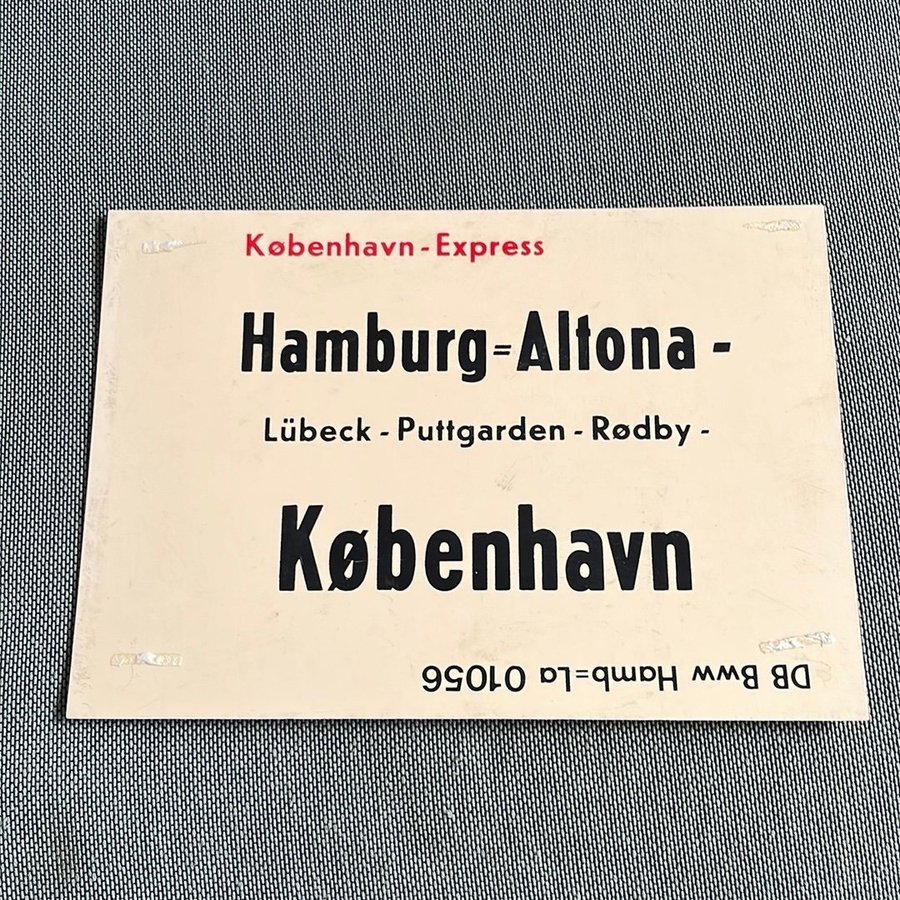 København - Express
Hamburg=Altona -
Lübeck - Puttgarden - Rødby -
København
DB Bww Hamb=La 01056